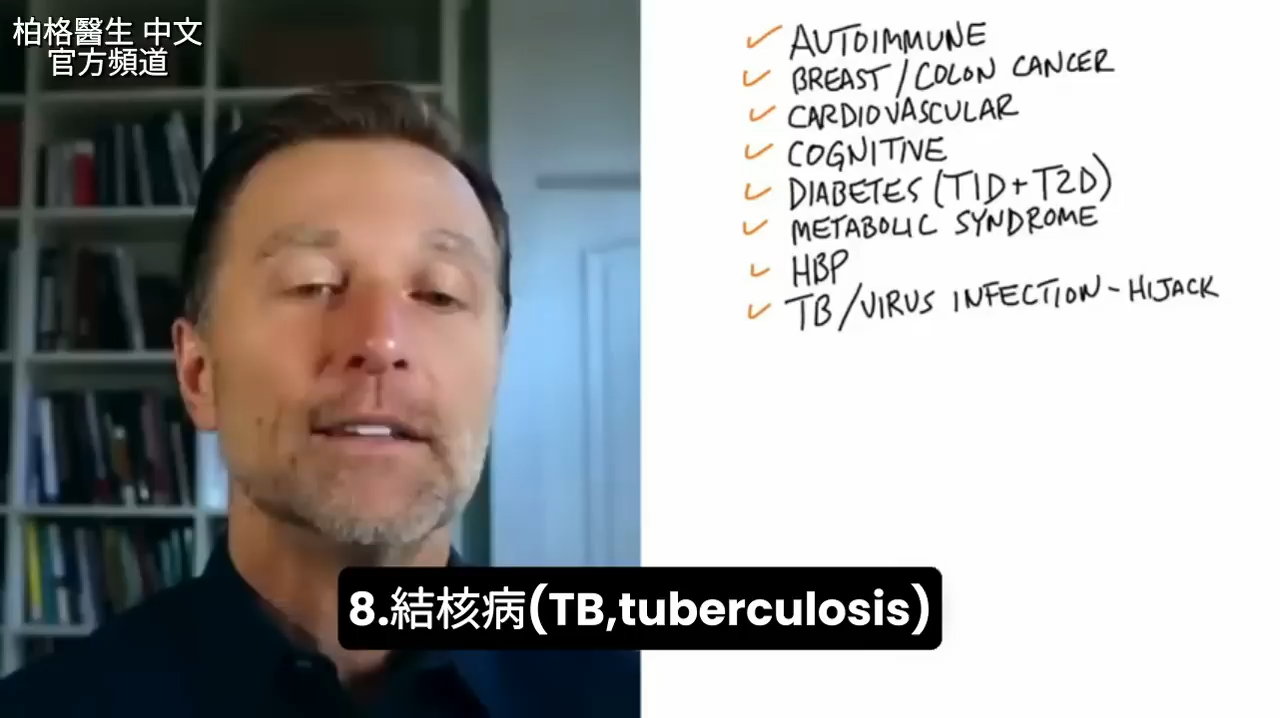 柏格醫生 中文
官方頻道
AUTOIMMUNE
BREAST/COLON CANCER
CARDIOVASCULAR
COGNITIVE
DIABETES (T1D+T2D)
METABOLIC SYNDROME
HBP
TB/VIRUS INFECTION-HIJACK
8.結核病(TB,tuberculosis)